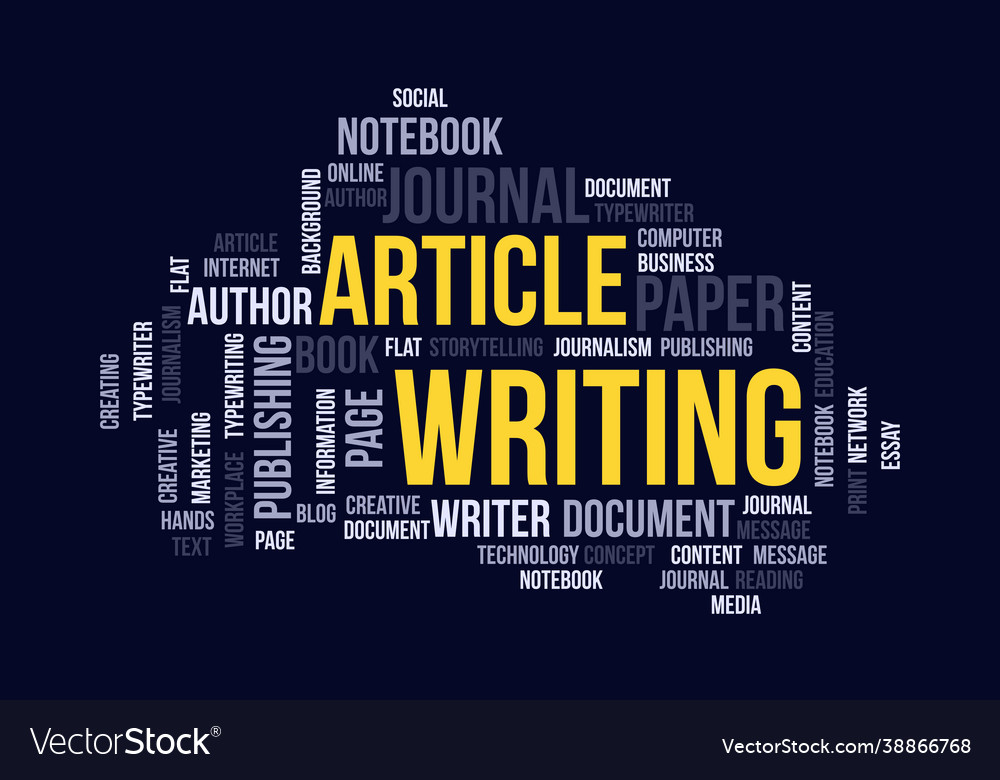 SOCIAL
NOTEBOOK
ONLINE
AUTHOR
JOURNAL
DOCUMENT
TYPEWRITER
BACKGROUND
ARTICLE
INTERNET
FLAT
AUTHOR
ARTICLE
COMPUTER
BUSINESS
PAPER
CONTENT
EDUCATION
CREATING
TYPEWRITER
JOURNALISM
TYPEWRITING
PUBLISHING
BOOK
FLAT STORYTELLING JOURNALISM PUBLISHING
WRITING
PAGE
INFORMATION
CREATIVE
MARKETING
WORKPLACE
NOTEBOOK
NETWORK
PRINT
ESSAY
HANDS
TEXT
PAGE
BLOG
CREATIVE
DOCUMENT
WRITER DOCUMENT
JOURNAL
MESSAGE
TECHNOLOGY CONCEPT CONTENT MESSAGE
NOTEBOOK JOURNAL READING
MEDIA
VectorStock®
VectorStock.com/38866768